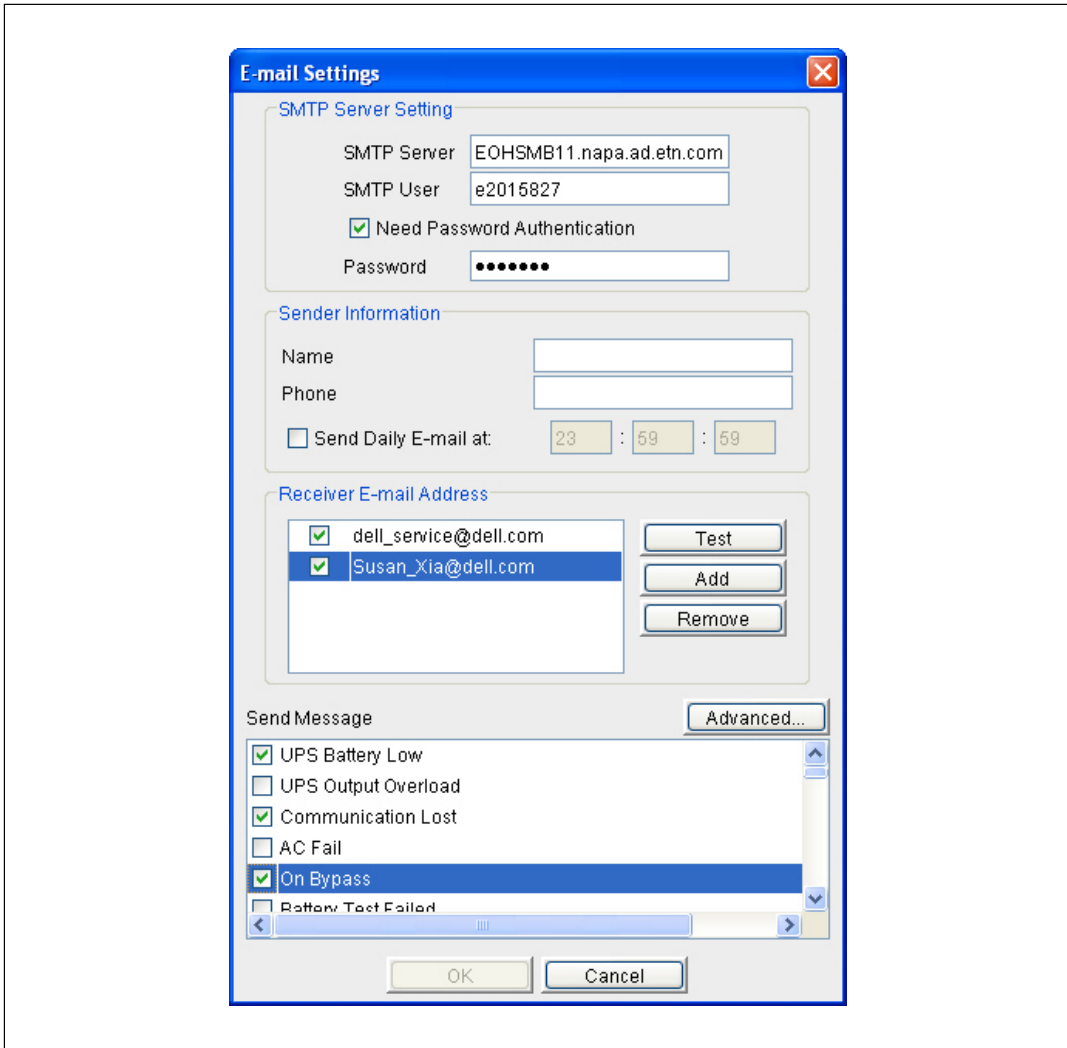 E-mail Settings
SMTP Server Setting
SMTP Server EOHSMB11.napa.ad.etn.com
SMTP User e2015827
Need Password Authentication
Password •••••••
Sender Information
Name
Phone
Send Daily E-mail at: 23 : 59 : 59
Receiver E-mail Address
dell_service@dell.com
Test
Susan_Xia@dell.com
Add
Remove
Send Message
Advanced...
UPS Battery Low
UPS Output Overload
Communication Lost
AC Fail
On Bypass
Battery Test Failed
OK
Cancel